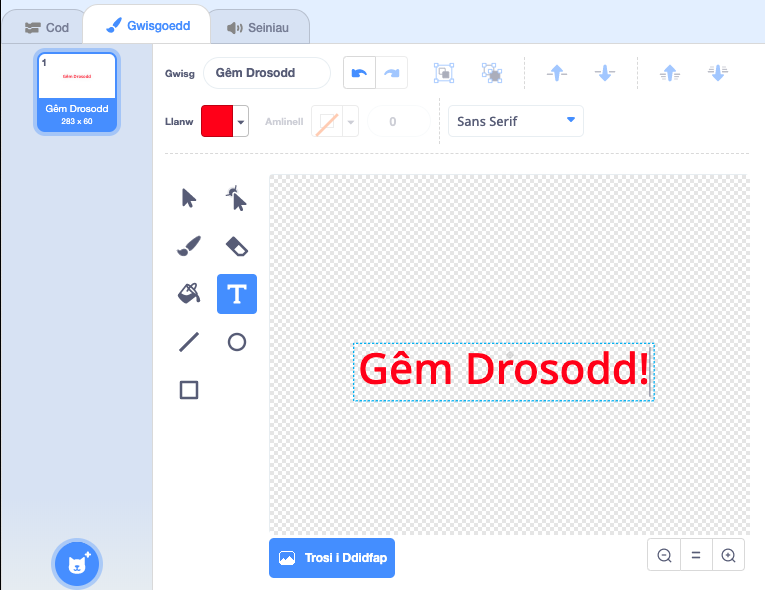 Cod
Gwisgoedd
Seiniau
1
Gêm Drosodd
Gêm Drosodd
283 x 60
Gwisg
Gêm Drosodd
Llanw
Amlinell
0
Sans Serif
T
Gêm Drosodd!
Trosi i Ddidfap